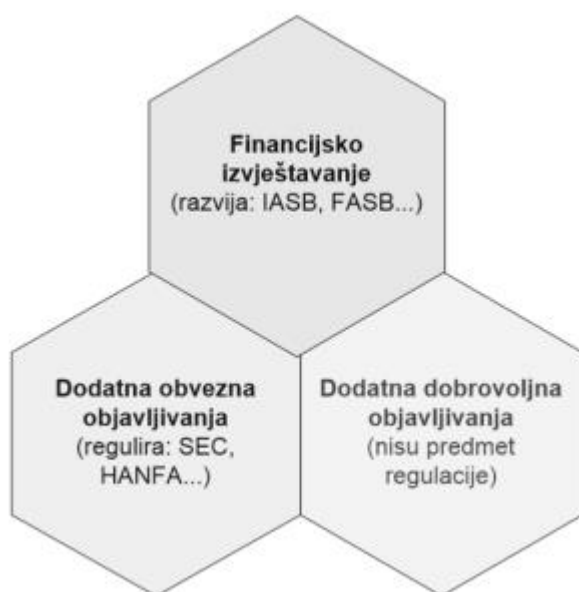 Financijsko
izvještavanje
(razvija: IASB, FASB...)
Dodatna obvezna
objavljivanja
(regulira: SEC,
HANFA...)
Dodatna dobrovoljna
objavljivanja
(nisu predmet
regulacije)